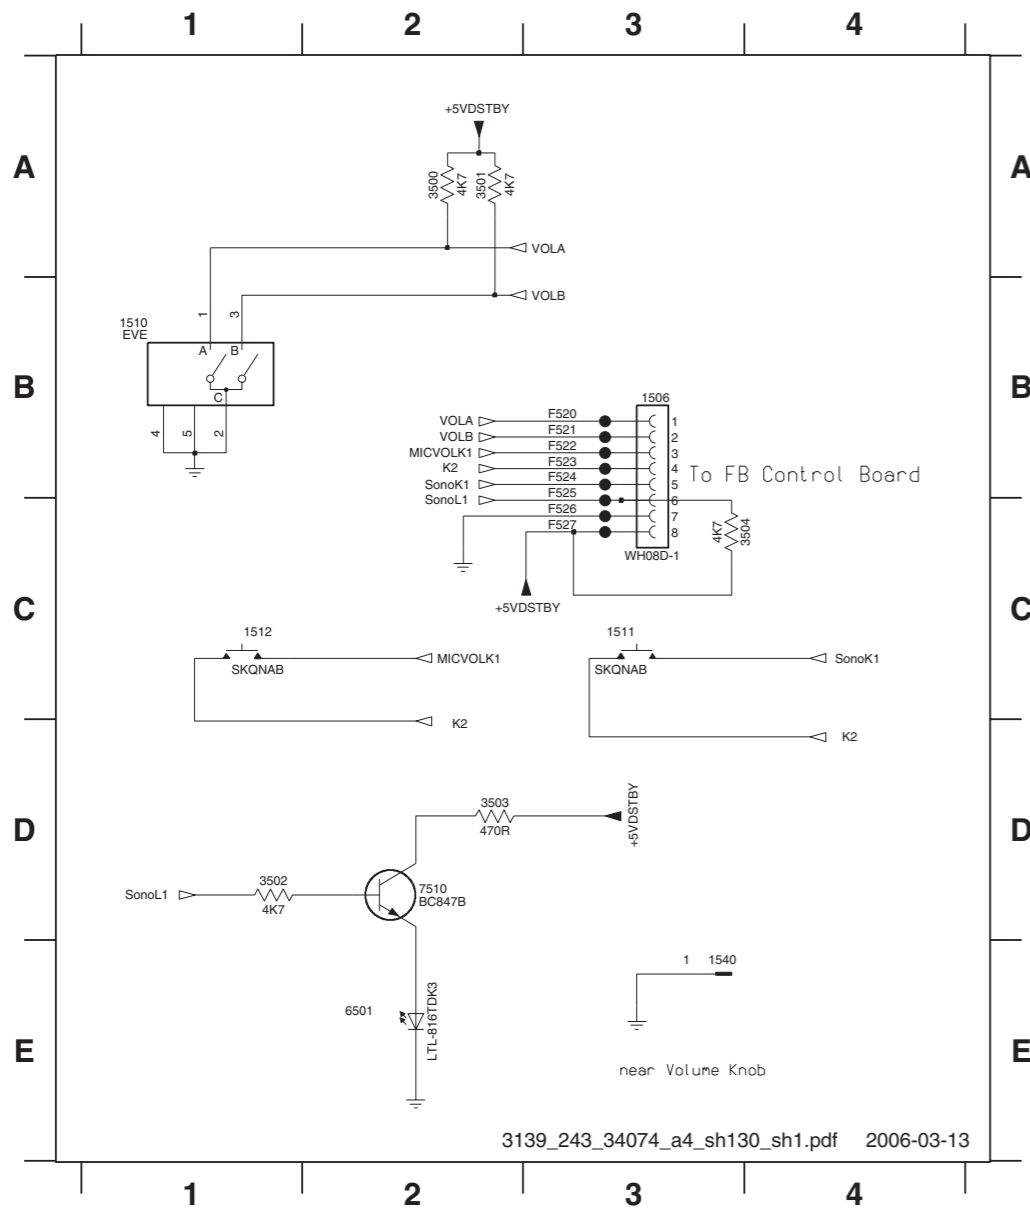 1 2 3 4
A A
+5VDSTBY
3500 4K7 3501 4K7
VOLA
VOLB
1 3
1510
EVE
A B
C
4 5 2
B B
1506
VOLA F520 1
VOLB F521 2
MICVOLK1 F522 3
K2 F523 4
SonoK1 F524 5
SonoL1 F525 6
F526 7
F527 8
To FB Control Board
4K7 3504
WH08D-1
+5VDSTBY
C C
1512
SKQNAB
MICVOLK1
K2
1511
SKQNAB
SonoK1
K2
D D
3503
470R
+5VDSTBY
SonoL1
3502
4K7
7510
BC847B
1 1540
6501
LTL-816TDK3
E E
near Volume Knob
3139_243_34074_a4_sh130_sh1.pdf 2006-03-13
1 2 3 4